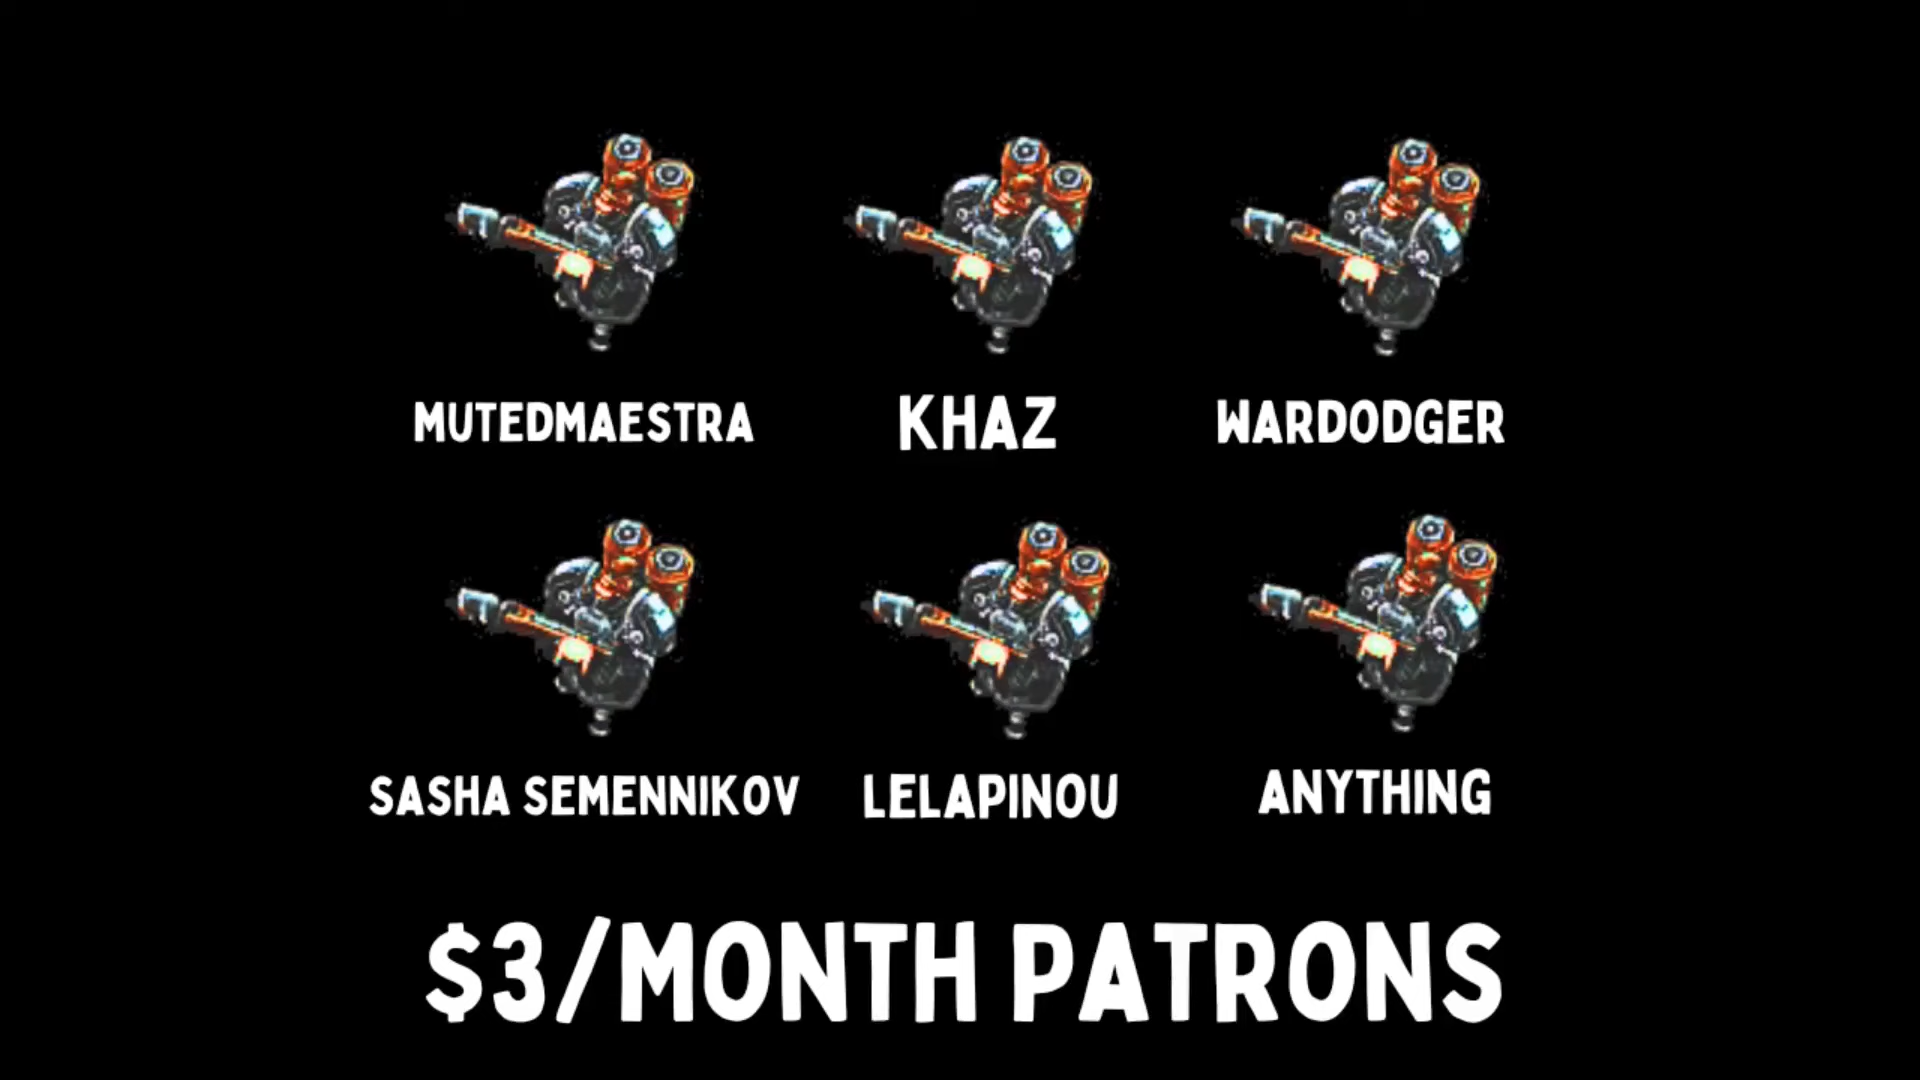 MUTEDMAESTRA KHAZ WARDODGER
SASHA SEMENNIKOV LELAPINOU ANYTHING
$3/MONTH PATRONS